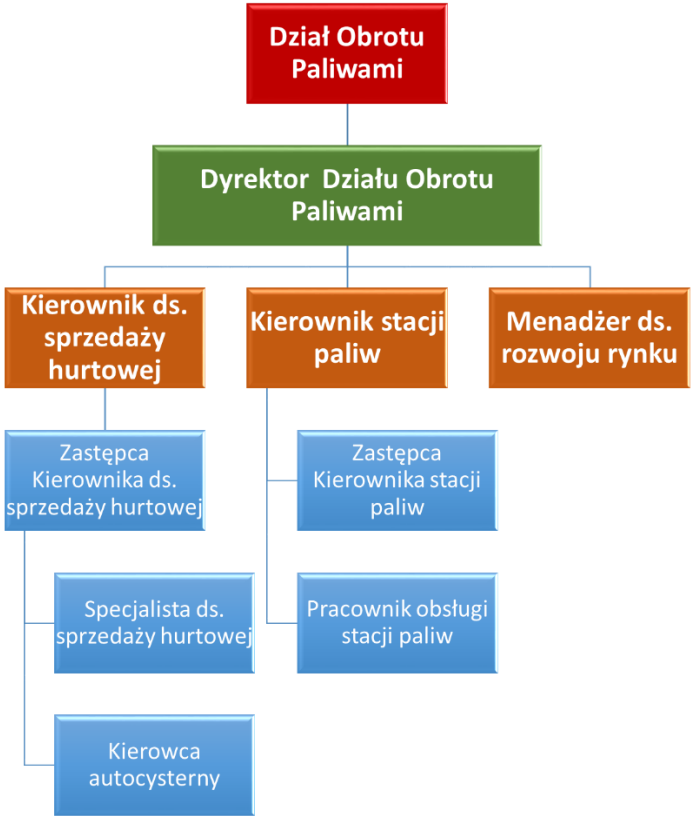 Dział Obrotu
Paliwami
Dyrektor Działu Obrotu
Paliwami
Kierownik ds.
sprzedaży
hurtowej
Kierownik stacji
paliw
Menadżer ds.
rozwoju rynku
Zastępca
Kierownika ds.
sprzedaży hurtowej
Zastępca
Kierownika stacji
paliw
Specjalista ds.
sprzedaży hurtowej
Pracownik obsługi
stacji paliw
Kierowca
autocysterny